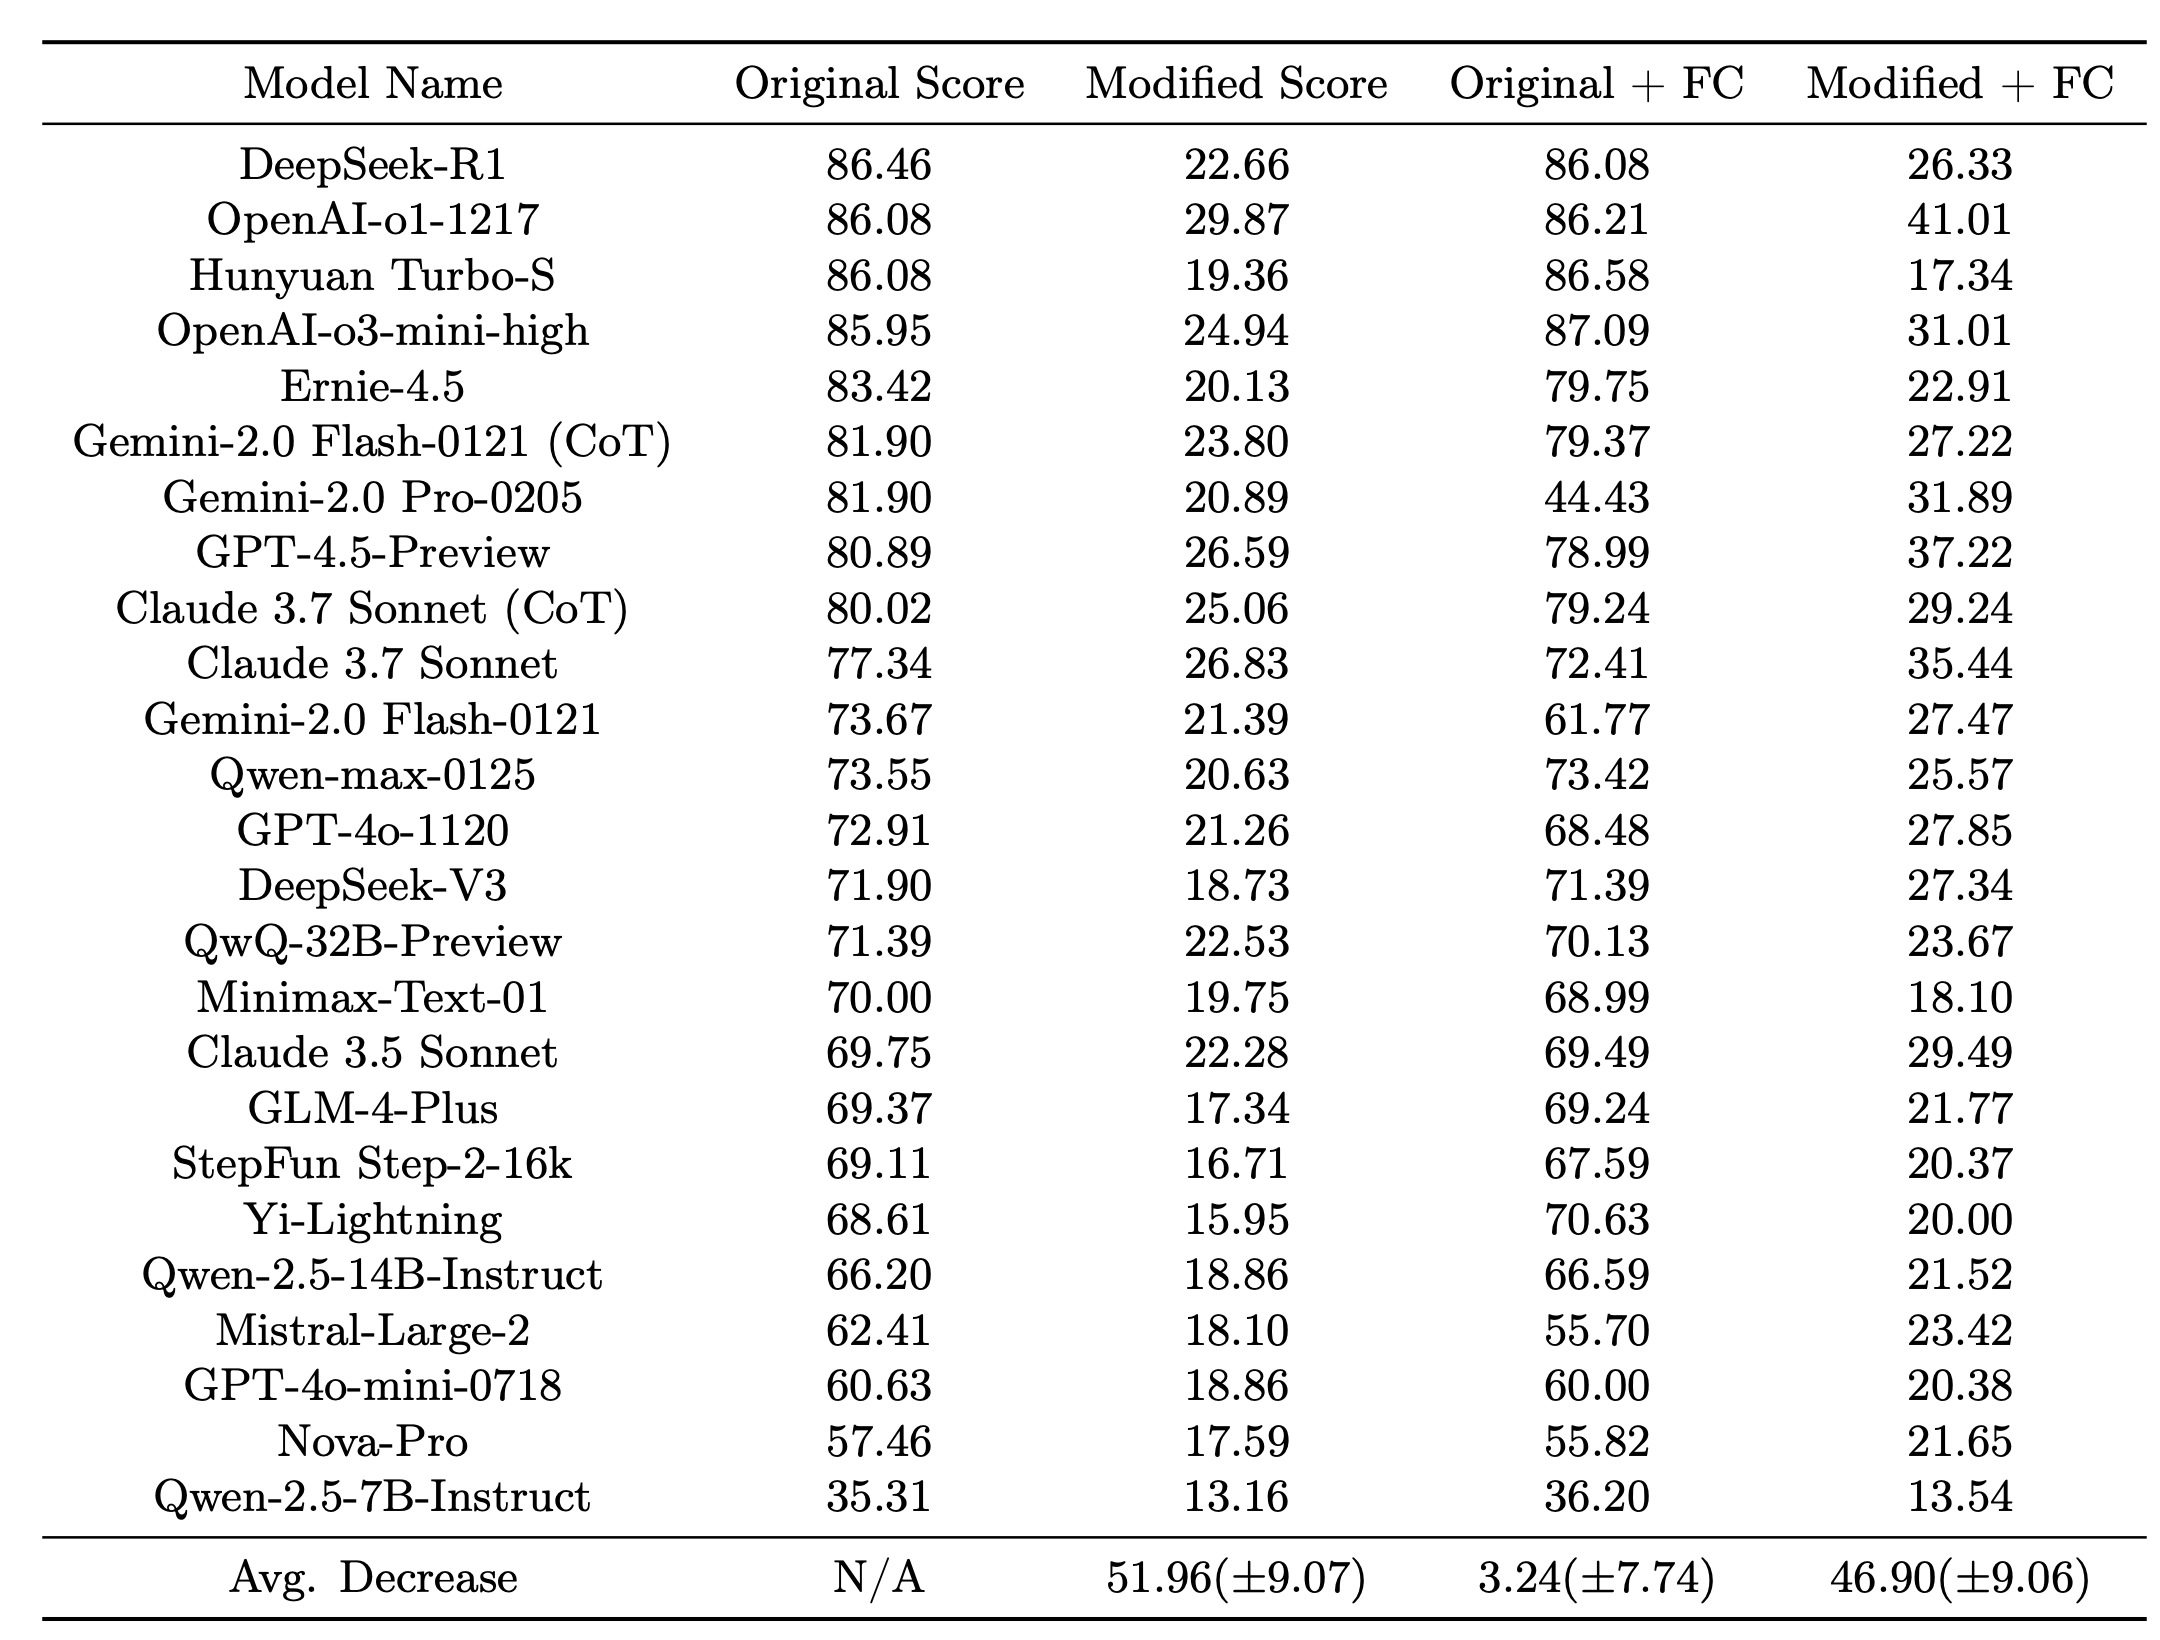 Model Name Original Score Modified Score Original + FC Modified + FC
DeepSeek-R1 86.46 22.66 86.08 26.33
OpenAI-o1-1217 86.08 29.87 86.21 41.01
Hunyuan Turbo-S 86.08 19.36 86.58 17.34
OpenAI-o3-mini-high 85.95 24.94 87.09 31.01
Ernie-4.5 83.42 20.13 79.75 22.91
Gemini-2.0 Flash-0121 (CoT) 81.90 23.80 79.37 27.22
Gemini-2.0 Pro-0205 81.90 20.89 44.43 31.89
GPT-4.5-Preview 80.89 26.59 78.99 37.22
Claude 3.7 Sonnet (CoT) 80.02 25.06 79.24 29.24
Claude 3.7 Sonnet 77.34 26.83 72.41 35.44
Gemini-2.0 Flash-0121 73.67 21.39 61.77 27.47
Qwen-max-0125 73.55 20.63 73.42 25.57
GPT-4o-1120 72.91 21.26 68.48 27.85
DeepSeek-V3 71.90 18.73 71.39 27.34
QwQ-32B-Preview 71.39 22.53 70.13 23.67
Minimax-Text-01 70.00 19.75 68.99 18.10
Claude 3.5 Sonnet 69.75 22.28 69.49 29.49
GLM-4-Plus 69.37 17.34 69.24 21.77
StepFun Step-2-16k 69.11 16.71 67.59 20.37
Yi-Lightning 68.61 15.95 70.63 20.00
Qwen-2.5-14B-Instruct 66.20 18.86 66.59 21.52
Mistral-Large-2 62.41 18.10 55.70 23.42
GPT-4o-mini-0718 60.63 18.86 60.00 20.38
Nova-Pro 57.46 17.59 55.82 21.65
Qwen-2.5-7B-Instruct 35.31 13.16 36.20 13.54
Avg. Decrease N/A 51.96(±9.07) 3.24(±7.74) 46.90(±9.06)